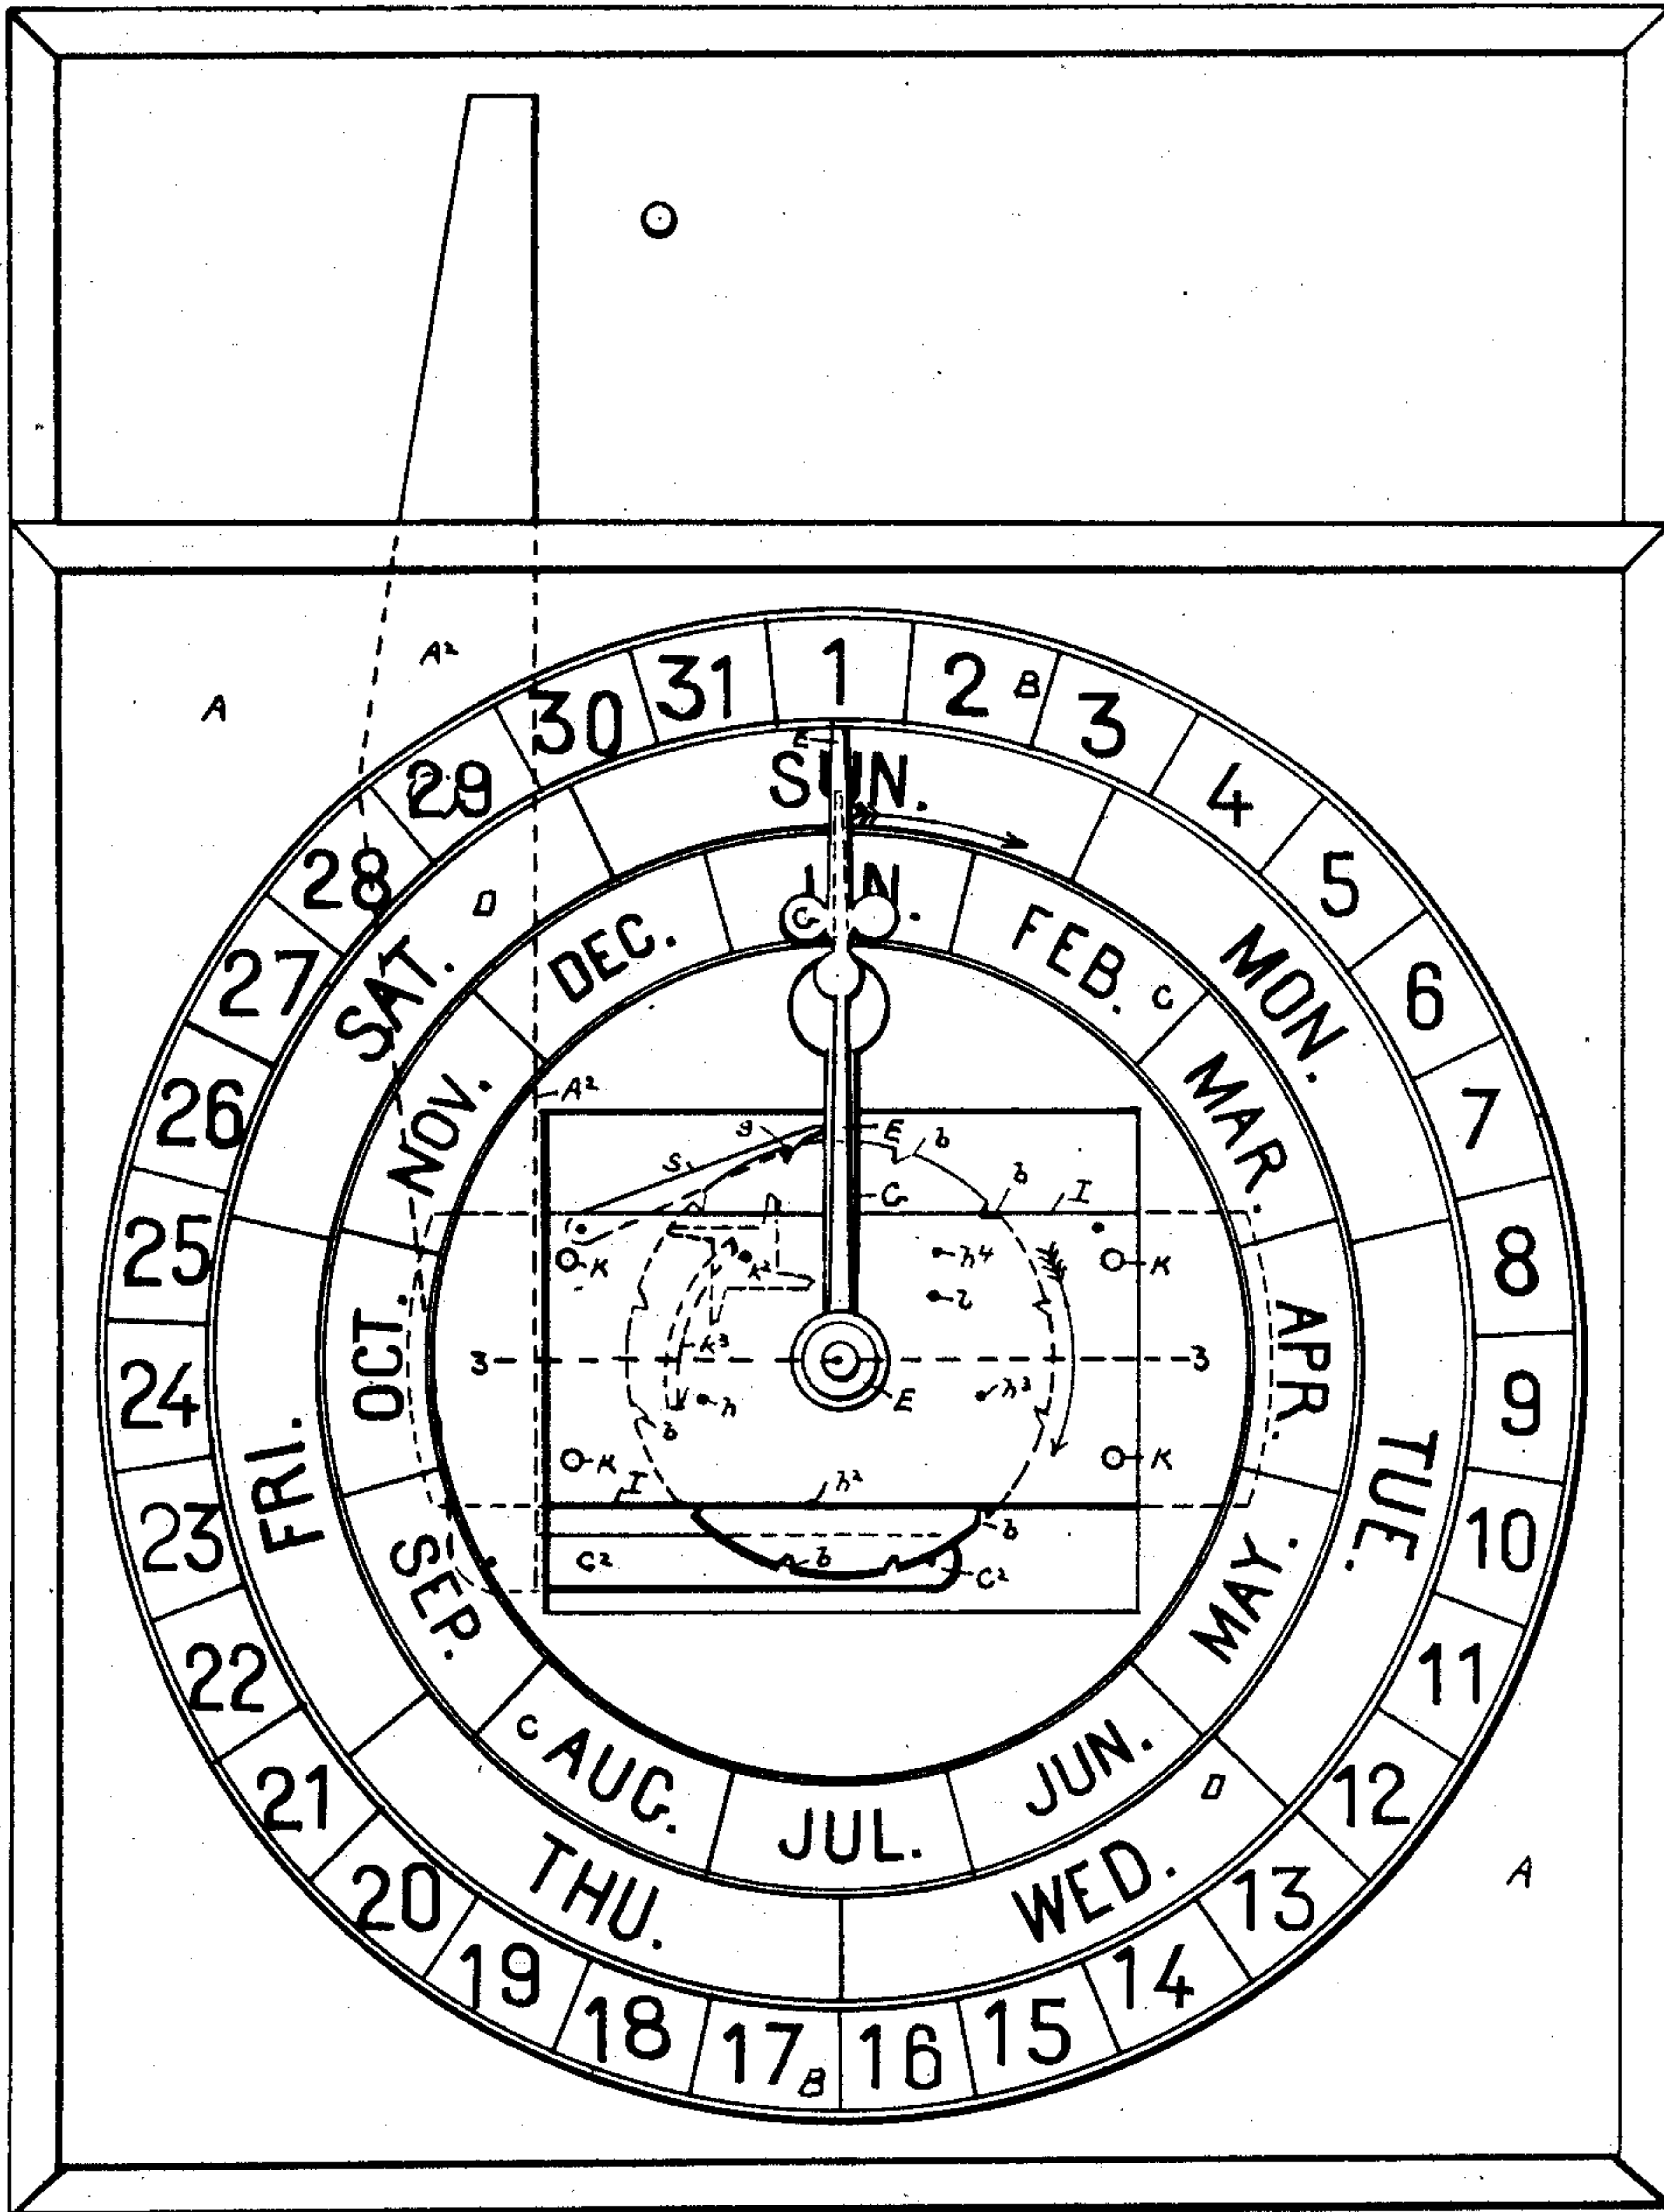 1
2
B
3
4
5
6
7
8
9
10
11
12
13
14
15
16
17
B
18
19
20
21
22
23
24
25
26
27
28
29
30
31
A²
A
E
SUN.
MON.
TUE.
WED.
D
THU.
FRI.
SAT.
D
FEB.
C
MAR.
APR.
MAY.
JUN.
JUL.
AUG.
C
SEP.
OCT.
NOV.
DEC.
G
A²
E
b
S
b
G
I
K
K²
h⁴
K
K³
3
3
h
h³
E
b
K
K
I
h²
b
C²
b
C²
A